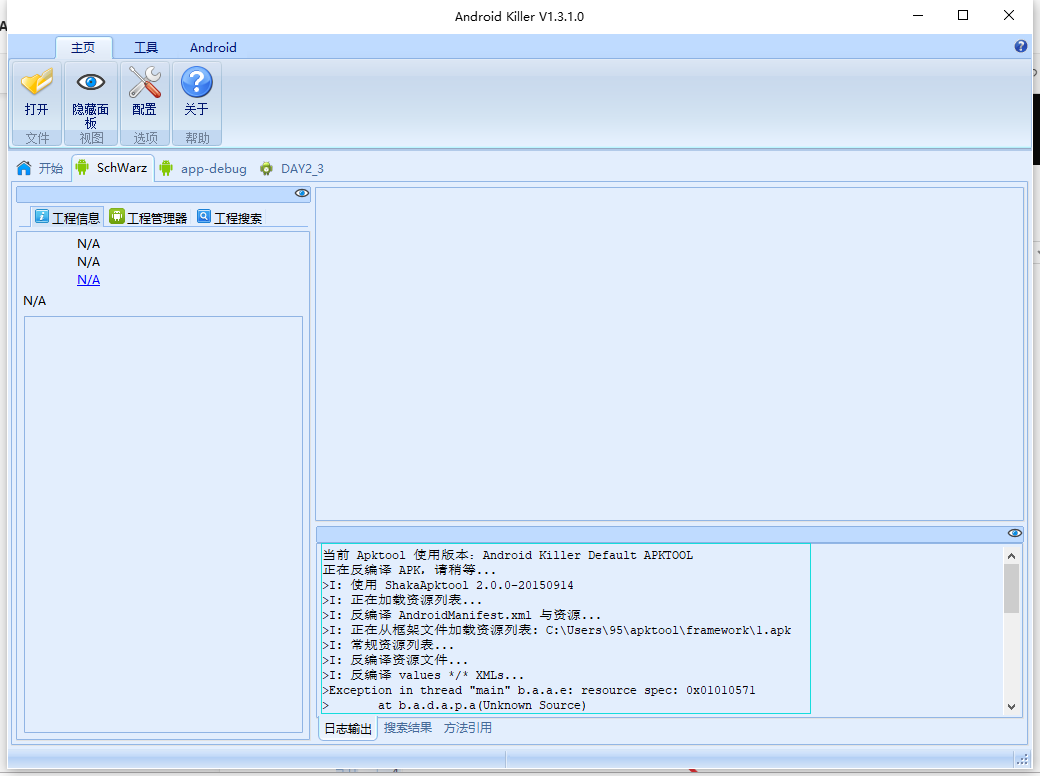 Android Killer V1.3.1.0
主页 工具 Android
打开
隐藏面板
配置
关于
文件 视图 选项 帮助
开始 SchWarz app-debug DAY2_3
工程信息 工程管理器 工程搜索
N/A
N/A
N/A
N/A
当前 Apktool 使用版本: Android Killer Default APKTOOL
正在反编译 APK, 请稍等...
>I: 使用 ShakaApktool 2.0.0-20150914
>I: 正在加载资源列表...
>I: 反编译 AndroidManifest.xml 与资源...
>I: 正在从框架文件加载资源列表: C:\Users\95\apktool\framework\1.apk
>I: 常规资源列表...
>I: 反编译资源文件...
>I: 反编译 values */* XMLs...
>Exception in thread "main" b.a.a.e: resource spec: 0x01010571
> at b.a.d.a.p.a(Unknown Source)
日志输出 搜索结果 方法引用